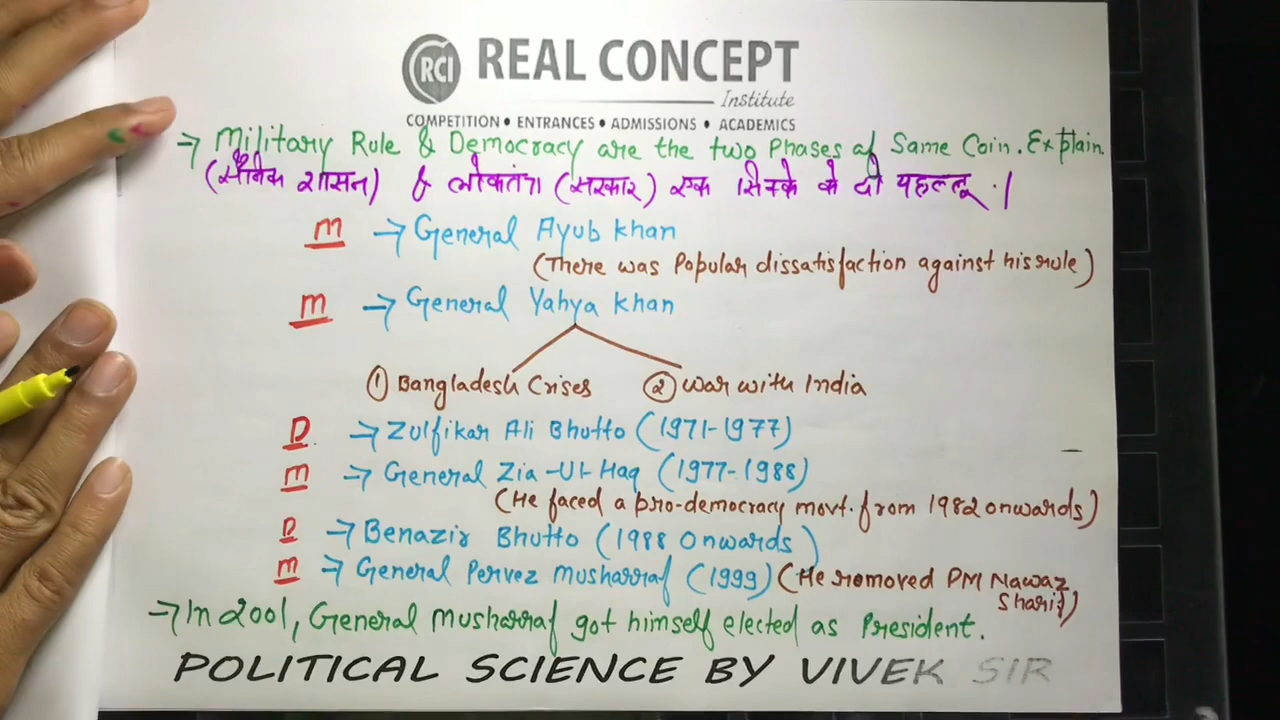 RCI REAL CONCEPT
Institute
COMPETITION • ENTRANCES • ADMISSIONS • ACADEMICS
→ Military Rule & Democracy are the two Phases of Same Coin. Explain.
(सैनिक शासन) & लोकतंत्र (सरकार) एक सिक्के के दो पहलू।
M → General Ayub Khan
(There was Popular dissatisfaction against his rule)
M → General Yahya Khan
① Bangladesh Crises ② War with India
D → Zulfikar Ali Bhutto (1971-1977)
M → General Zia-Ul-Haq (1977-1988)
(He faced a pro-democracy movt. from 1982 onwards)
D → Benazir Bhutto (1988 Onwards)
M → General Pervez Musharraf (1999) (He removed PM Nawaz
Sharif)
→ In 2001, General Musharraf got himself elected as President.
POLITICAL SCIENCE BY VIVEK SIR